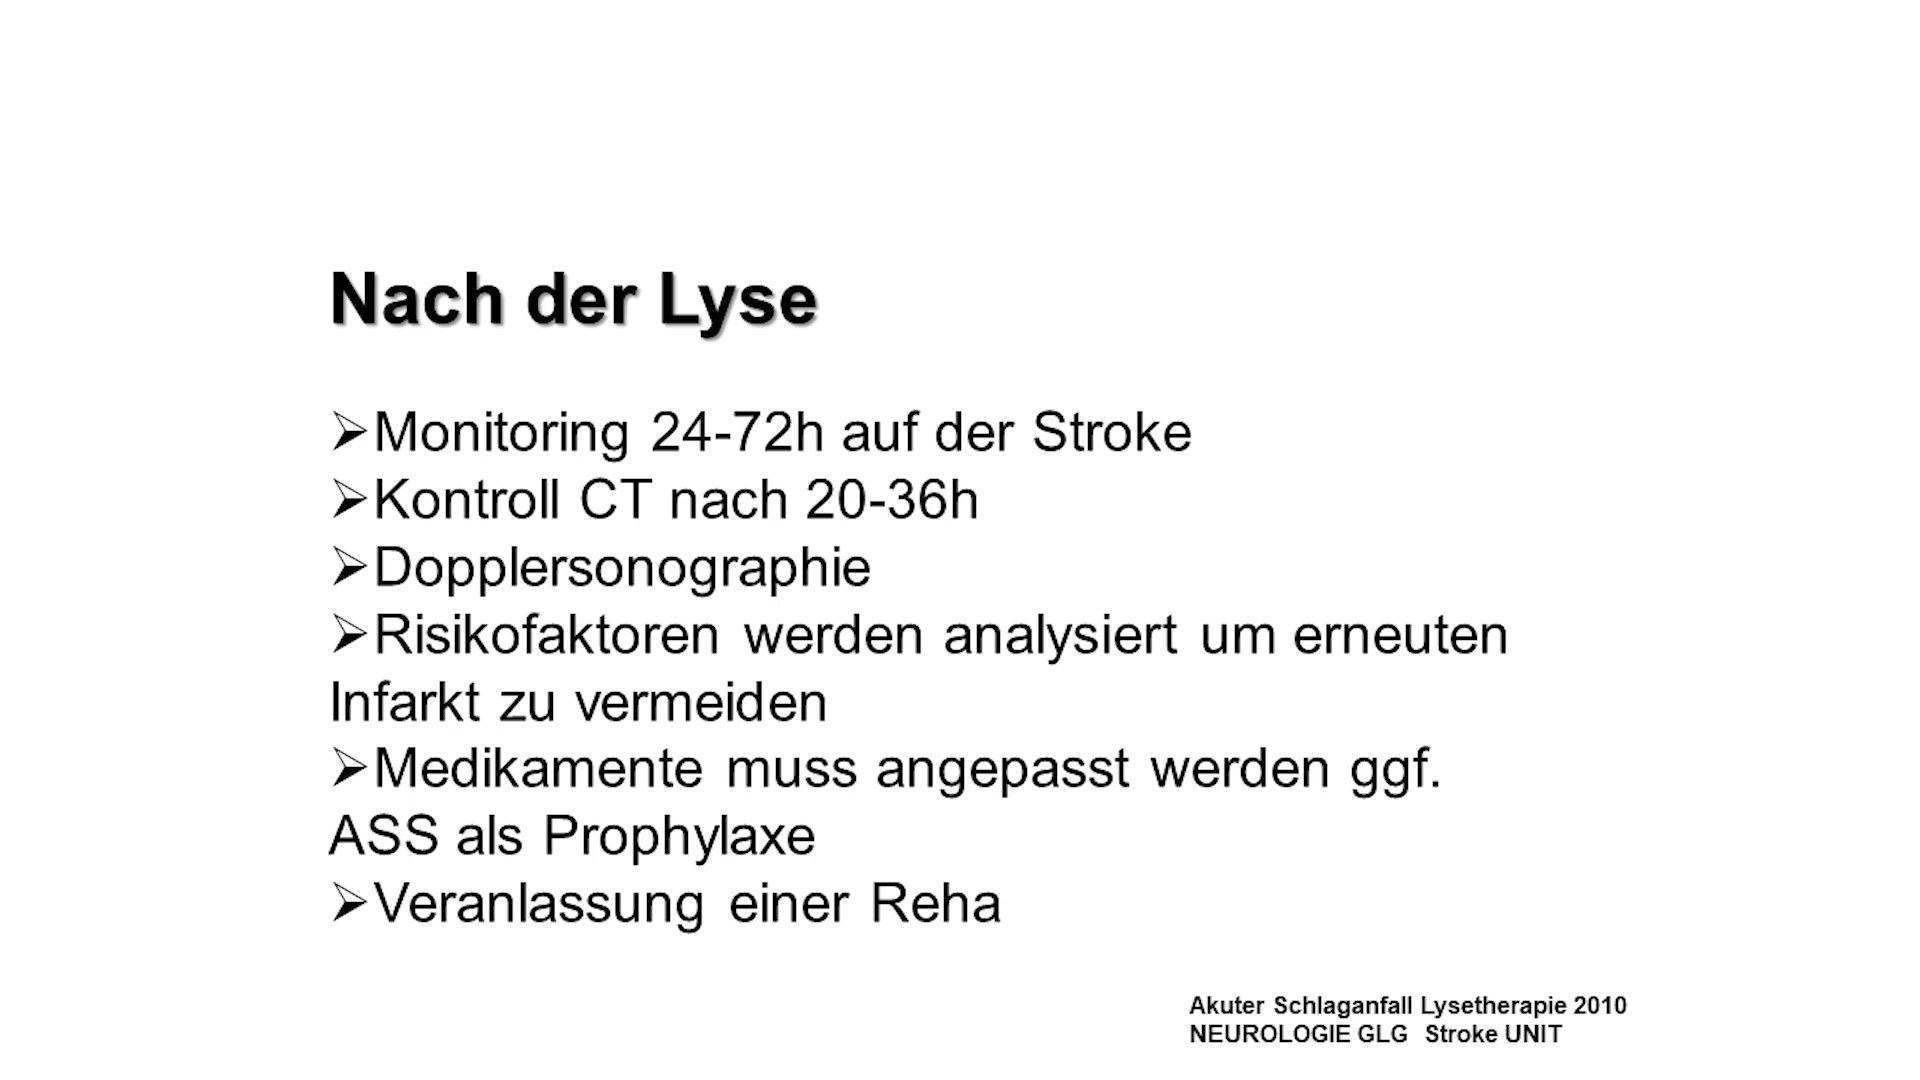 Nach der Lyse
➢Monitoring 24-72h auf der Stroke
➢Kontroll CT nach 20-36h
➢Dopplersonographie
➢Risikofaktoren werden analysiert um erneuten
Infarkt zu vermeiden
➢Medikamente muss angepasst werden ggf.
ASS als Prophylaxe
➢Veranlassung einer Reha
Akuter Schlaganfall Lysetherapie 2010
NEUROLOGIE GLG Stroke UNIT